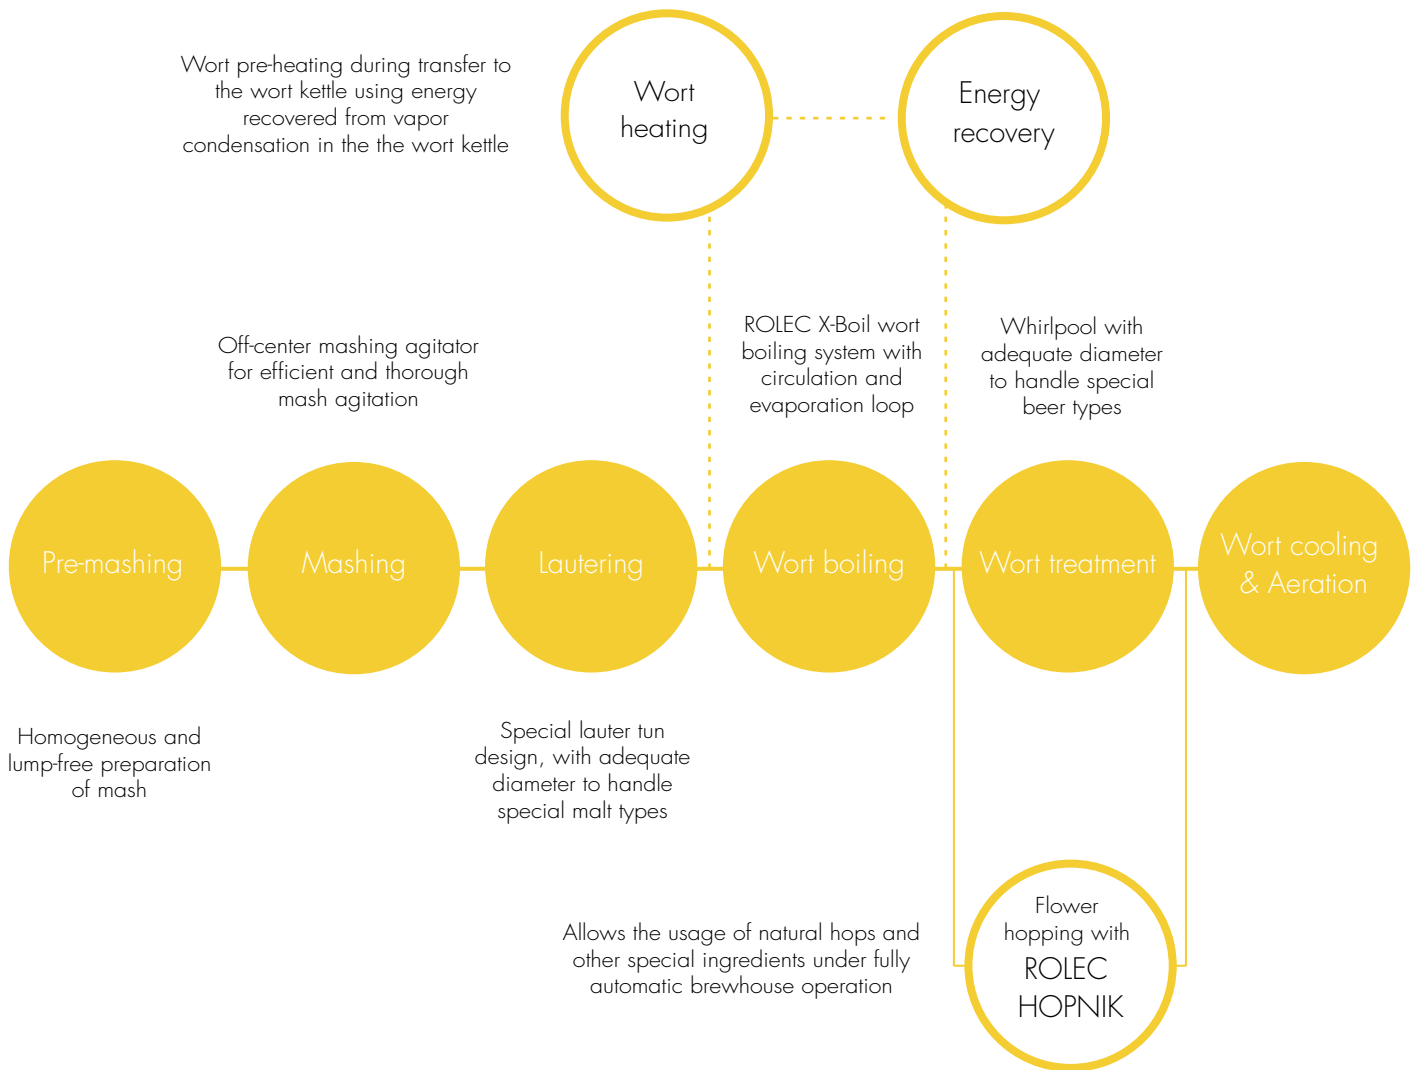 Wort pre-heating during transfer to
the wort kettle using energy
recovered from vapor
condensation in the the wort kettle
Wort
heating
Energy
recovery
Off-center mashing agitator
for efficient and thorough
mash agitation
ROLEC X-Boil wort
boiling system with
circulation and
evaporation loop
Whirlpool with
adequate diameter
to handle special
beer types
Pre-mashing
Mashing
Lautering
Wort boiling
Wort treatment
Wort cooling
& Aeration
Homogeneous and
lump-free preparation
of mash
Special lauter tun
design, with adequate
diameter to handle
special malt types
Allows the usage of natural hops and
other special ingredients under fully
automatic brewhouse operation
Flower
hopping with
ROLEC
HOPNIK